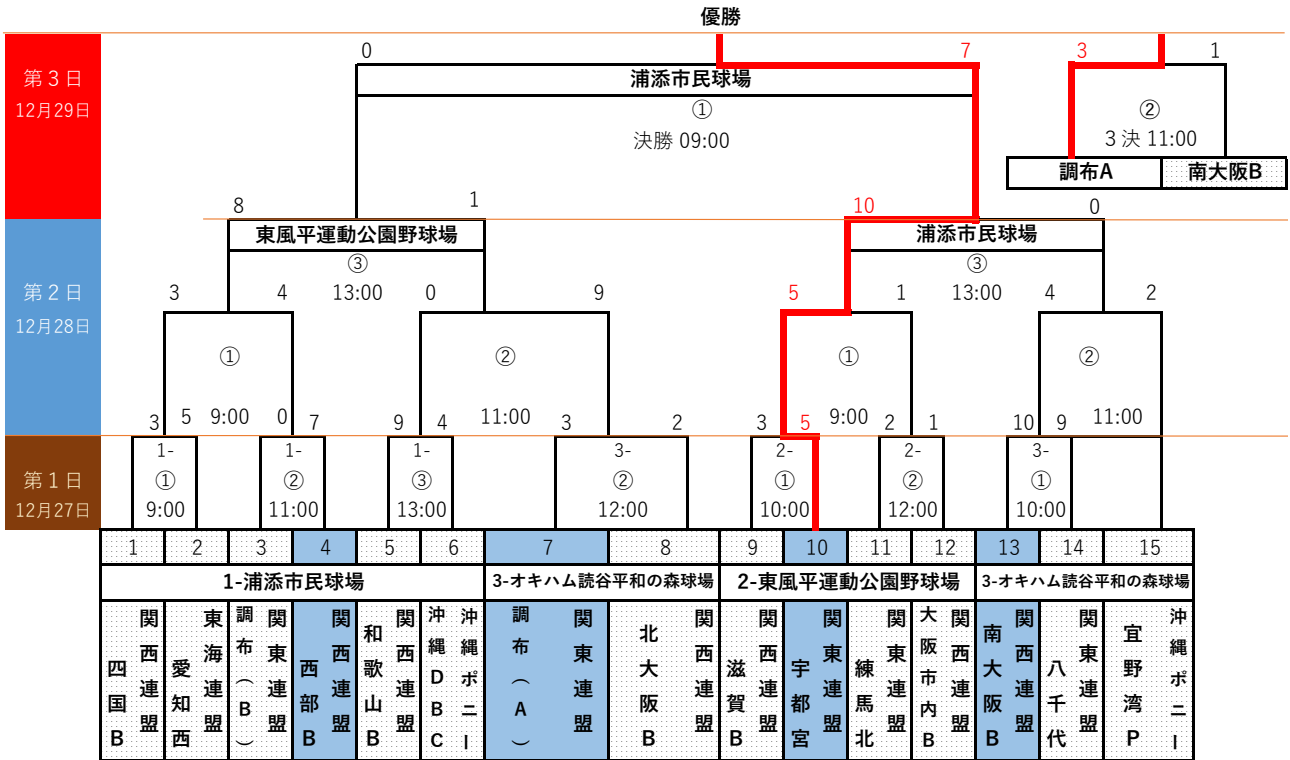 優勝
第3日
12月29日
0
7
3
1
浦添市民球場
①
決勝 09:00
②
3決 11:00
調布A
南大阪B
8
1
10
0
東風平運動公園野球場
浦添市民球場
③
③
第2日
12月28日
3
4
13:00
0
9
5
1
13:00
4
2
①
②
①
②
3
5
9:00
0
7
9
4
11:00
3
2
3
5
9:00
2
1
10
9
11:00
第1日
12月27日
1-
①
9:00
1-
②
11:00
1-
③
13:00
3-
②
12:00
2-
①
10:00
2-
②
12:00
3-
①
10:00
1 2 3 4 5 6 7 8 9 10 11 12 13 14 15
1-浦添市民球場
3-オキハム読谷平和の森球場
2-東風平運動公園野球場
3-オキハム読谷平和の森球場
関西連盟
四国B
東海連盟
愛知西
関東連盟
調布（B）
関西連盟
西部B
関西連盟
和歌山B
沖縄ポニー
沖縄DBC
関東連盟
調布（A）
関西連盟
北大阪B
関西連盟
滋賀B
関東連盟
宇都宮
関東連盟
練馬北
関西連盟
大阪市内B
関西連盟
南大阪B
関東連盟
八千代
沖縄ポニー
宜野湾P